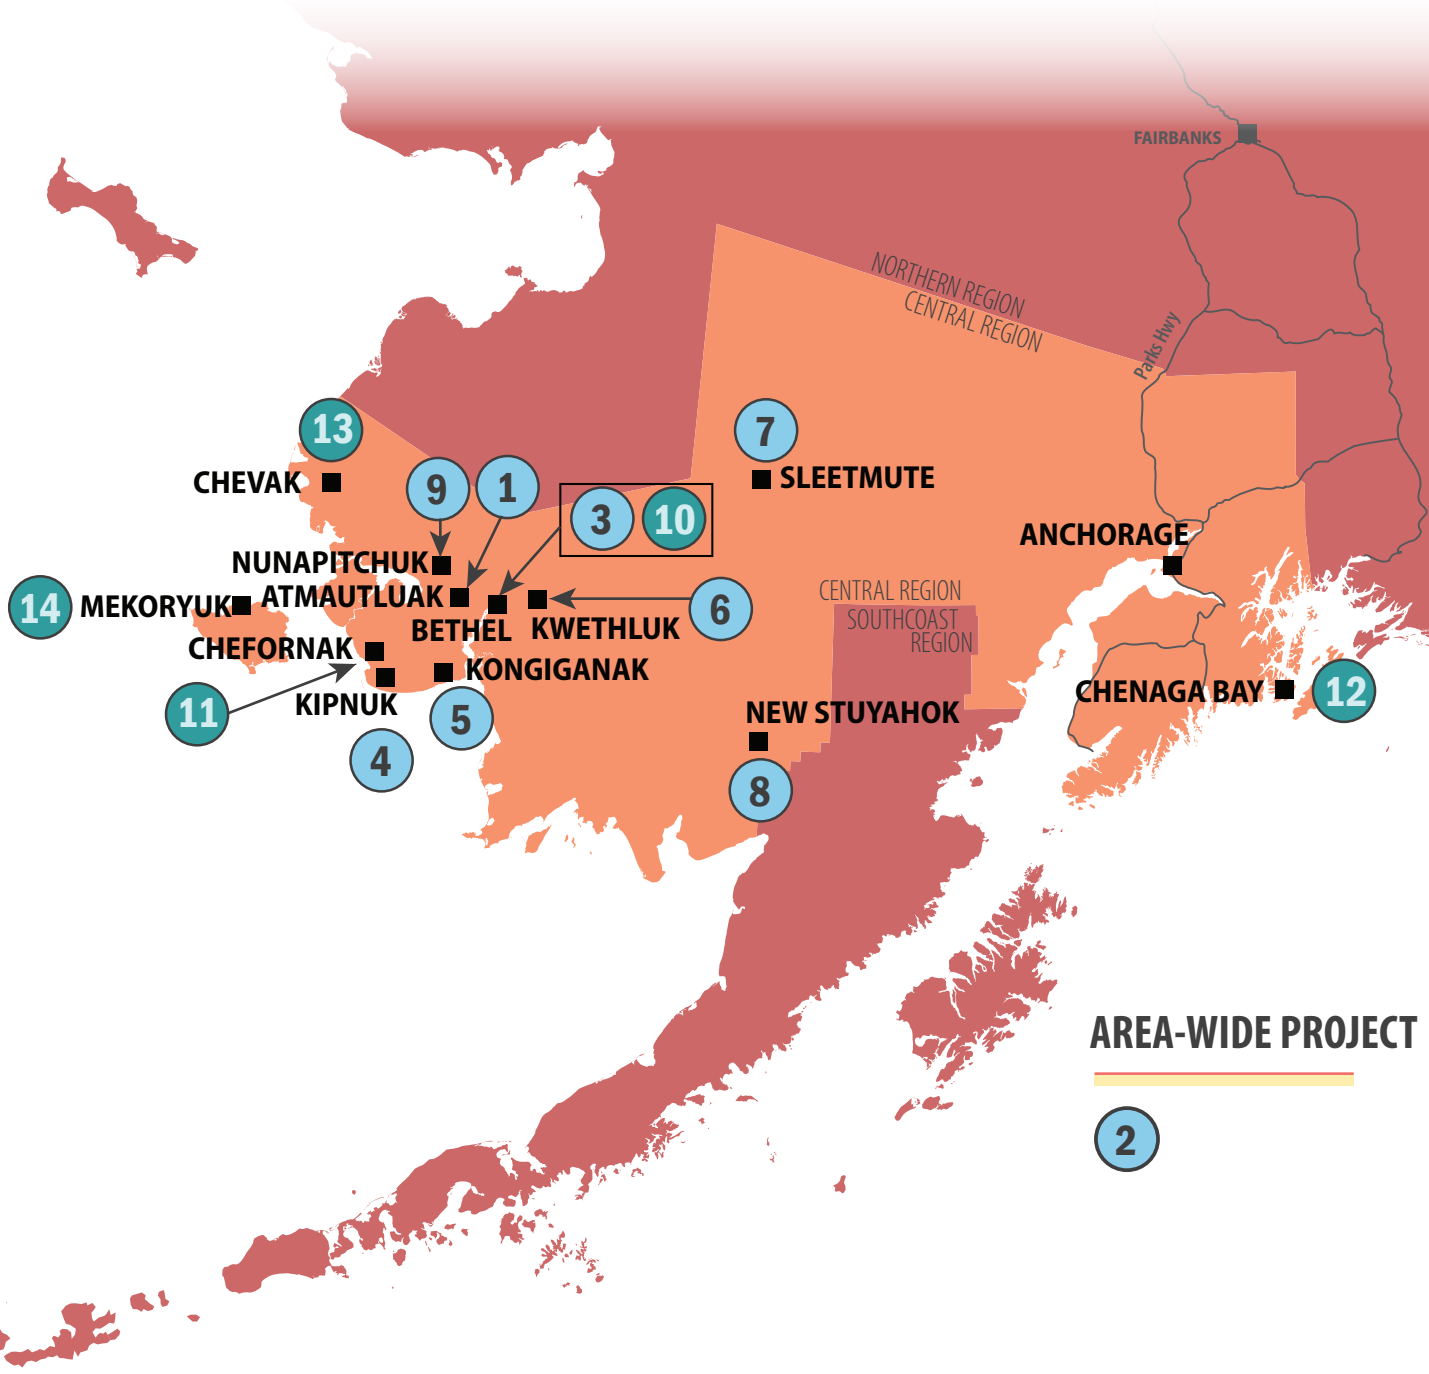 FAIRBANKS
NORTHERN REGION
CENTRAL REGION
Parks Hwy
13
7
CHEVAK
9
1
SLEETMUTE
3
10
ANCHORAGE
NUNAPITCHUK
14
MEKORYUK
ATMAUTLUAK
CENTRAL REGION
SOUTHCOAST
REGION
6
BETHEL
KWETHLUK
CHEFORNAK
KONGIGANAK
CHENAGA BAY
12
11
KIPNUK
5
NEW STUYAHOK
4
8
AREA-WIDE PROJECT
2